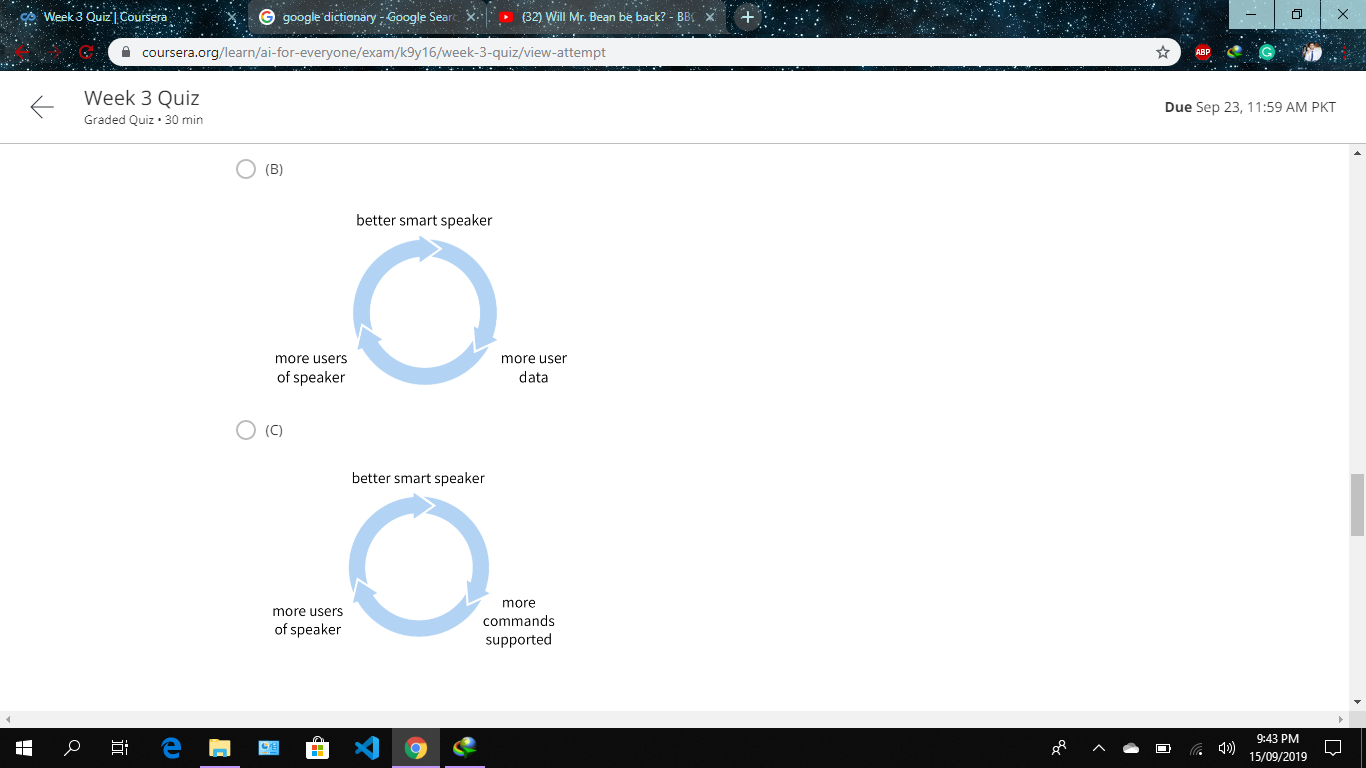 Week 3 Quiz | Coursera
google dictionary - Google Sear
(32) Will Mr. Bean be back? - BB
coursera.org/learn/ai-for-everyone/exam/k9y16/week-3-quiz/view-attempt
ABP
Week 3 Quiz
Graded Quiz • 30 min
Due Sep 23, 11:59 AM PKT
(B)
better smart speaker
more users
of speaker
more user
data
(C)
better smart speaker
more users
of speaker
more
commands
supported
9:43 PM
15/09/2019